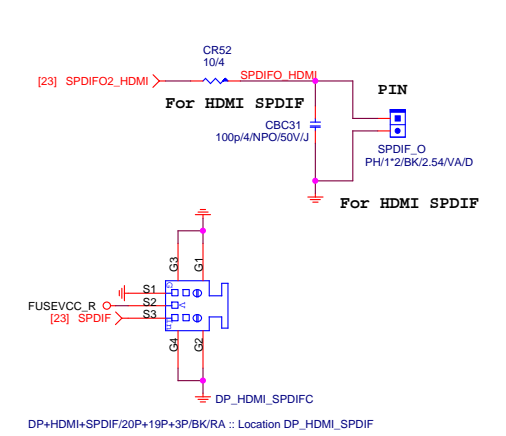 CR52
10/4
[23] SPDIFO2_HDMI
SPDIFO_HDMI
PIN
For HDMI SPDIF
CBC31
100p/4/NPO/50V/J
SPDIF_O
PH/1*2/BK/2.54/VA/D
For HDMI SPDIF
G3
G1
S1
FUSEVCC_R
S2
[23] SPDIF
S3
G
V
G4
G2
DP_HDMI_SPDIFC
DP+HDMI+SPDIF/20P+19P+3P/BK/RA :: Location DP_HDMI_SPDIF